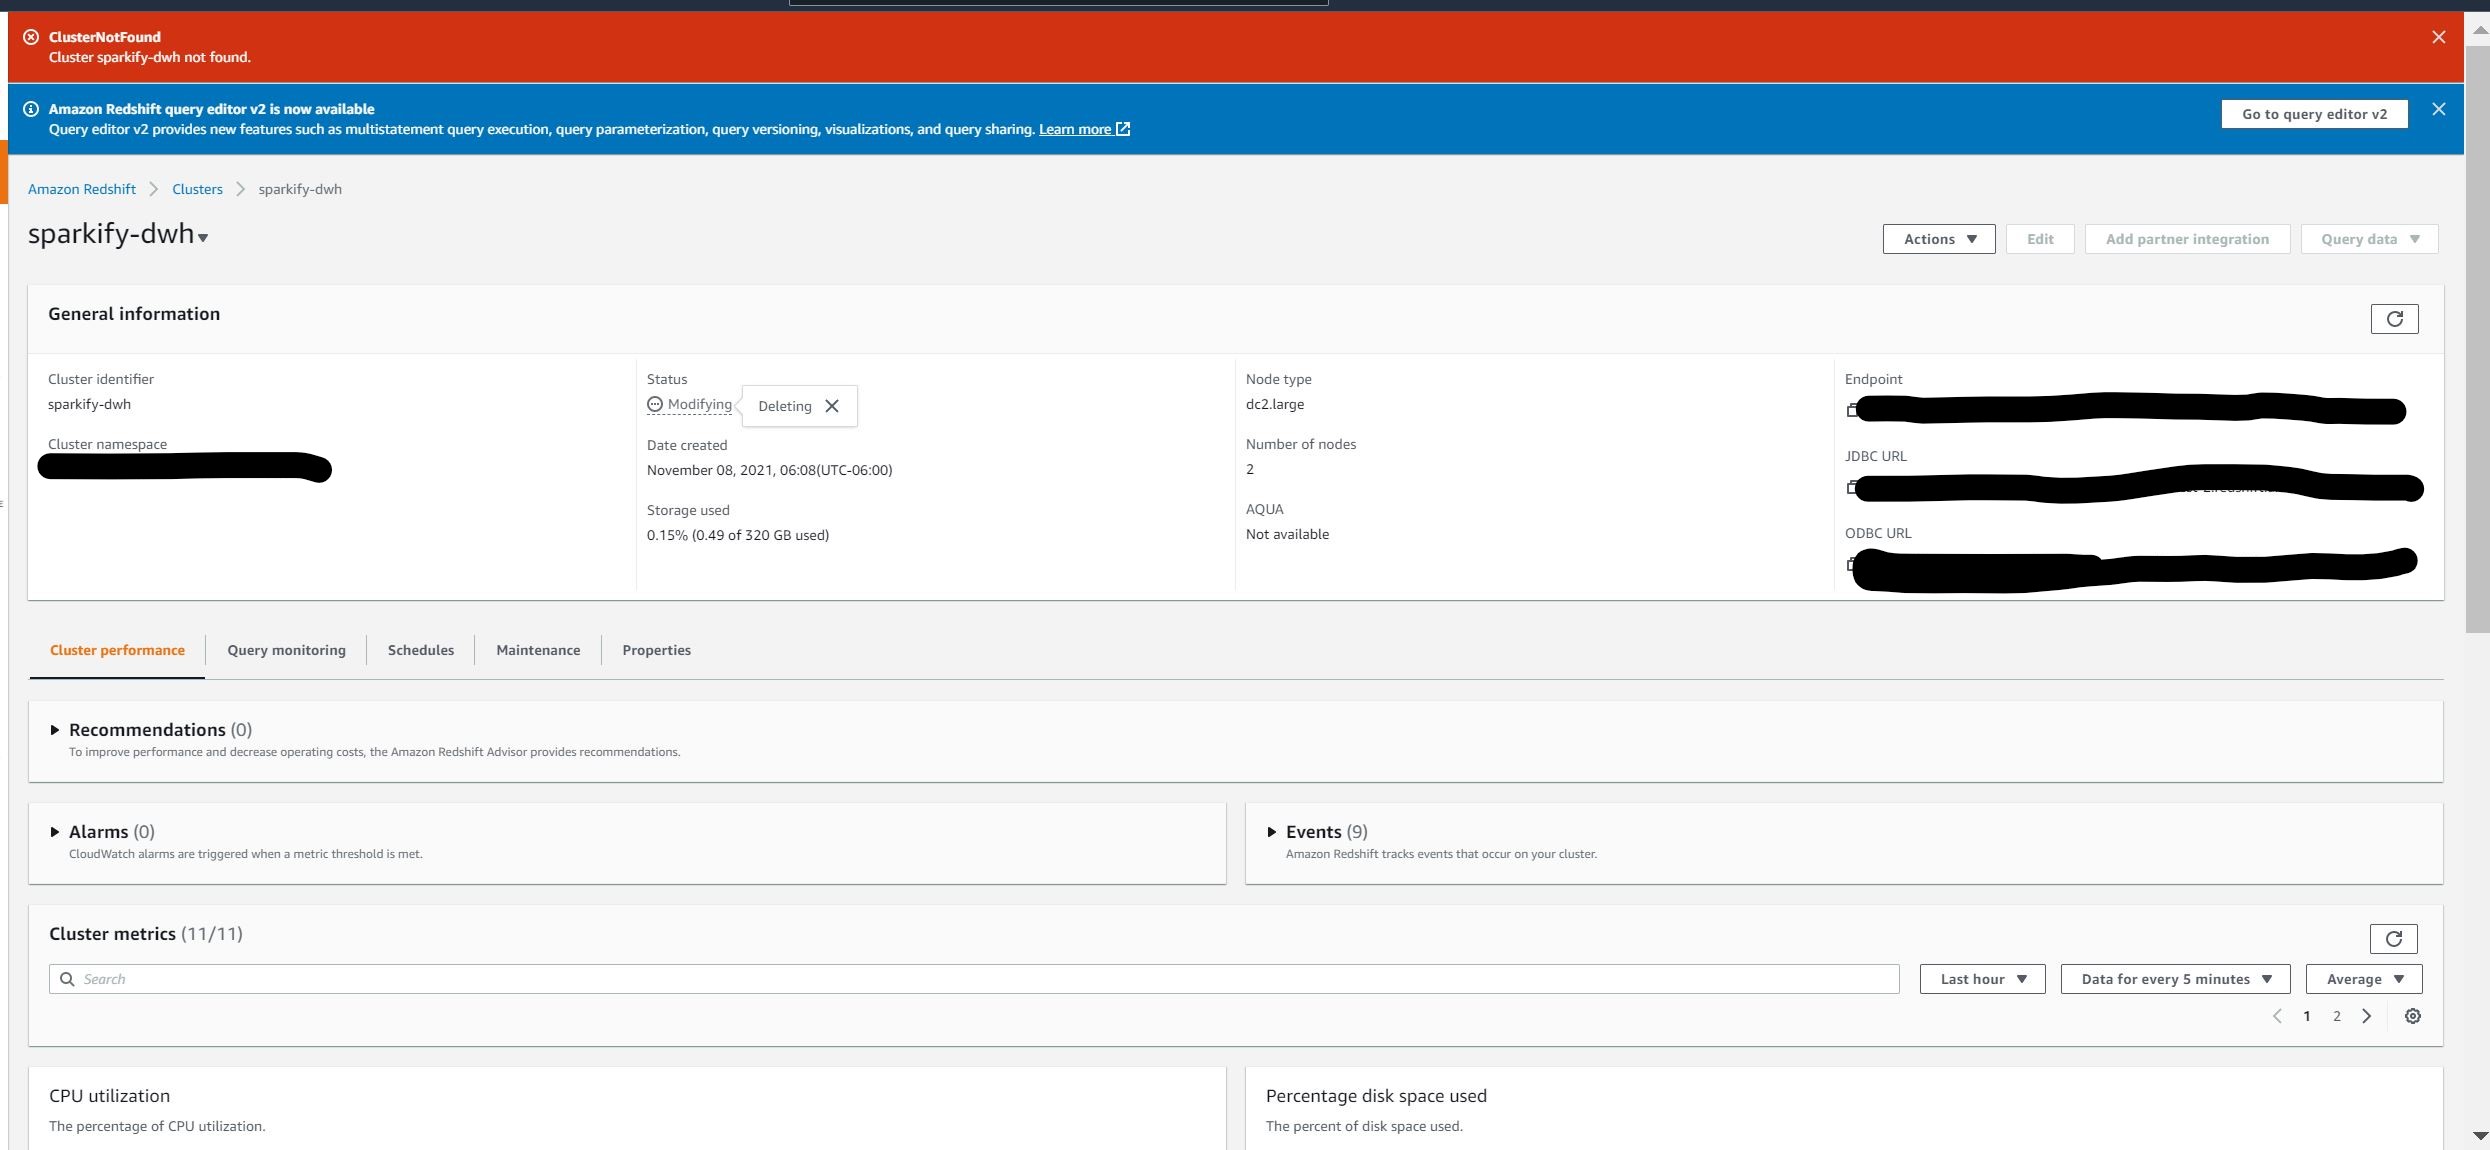 ClusterNotFound
Cluster sparkify-dwh not found.
Amazon Redshift query editor v2 is now available
Query editor v2 provides new features such as multistatement query execution, query parameterization, query versioning, visualizations, and query sharing. Learn more
Go to query editor v2
Amazon Redshift > Clusters > sparkify-dwh
sparkify-dwh
Actions
Edit
Add partner integration
Query data
General information
Cluster identifier
sparkify-dwh
Cluster namespace
Status
Modifying
Deleting
Date created
November 08, 2021, 06:08(UTC-06:00)
Storage used
0.15% (0.49 of 320 GB used)
Node type
dc2.large
Number of nodes
2
AQUA
Not available
Endpoint
JDBC URL
ODBC URL
Cluster performance
Query monitoring
Schedules
Maintenance
Properties
Recommendations (0)
To improve performance and decrease operating costs, the Amazon Redshift Advisor provides recommendations.
Alarms (0)
CloudWatch alarms are triggered when a metric threshold is met.
Events (9)
Amazon Redshift tracks events that occur on your cluster.
Cluster metrics (11/11)
Search
Last hour
Data for every 5 minutes
Average
1 2
CPU utilization
The percentage of CPU utilization.
Percentage disk space used
The percent of disk space used.